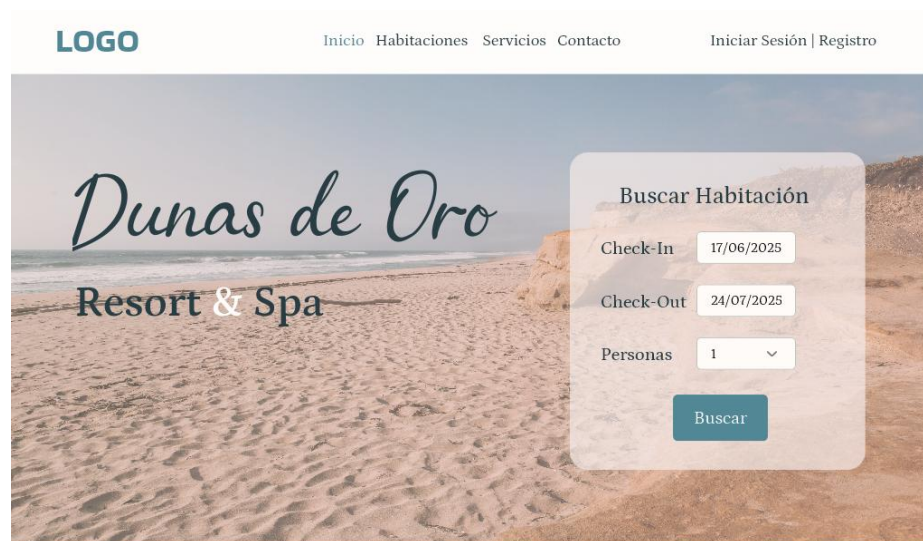 LOGO
Inicio Habitaciones Servicios Contacto
Iniciar Sesión | Registro
Dunas de Oro
Resort & Spa
Buscar Habitación
Check-In 17/06/2025
Check-Out 24/07/2025
Personas 1
Buscar